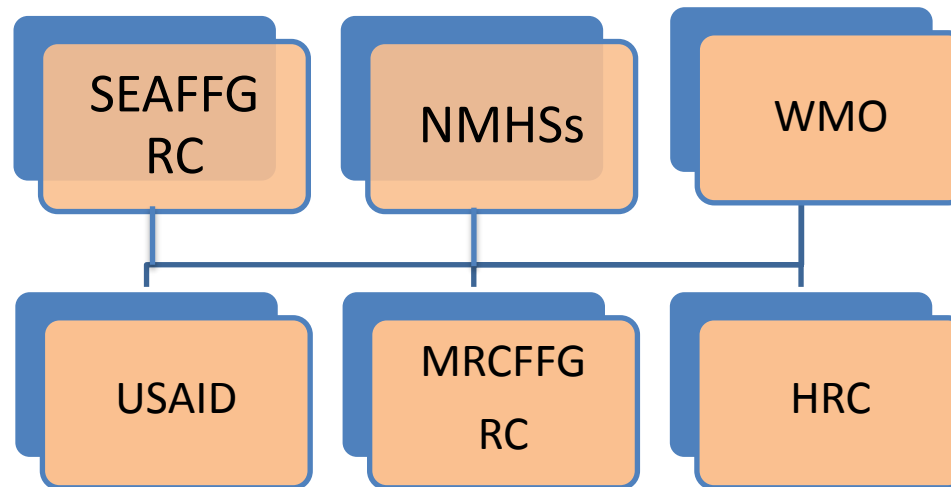 SEAFFG
RC
NMHSs
WMO
USAID
MRCFFG
RC
HRC